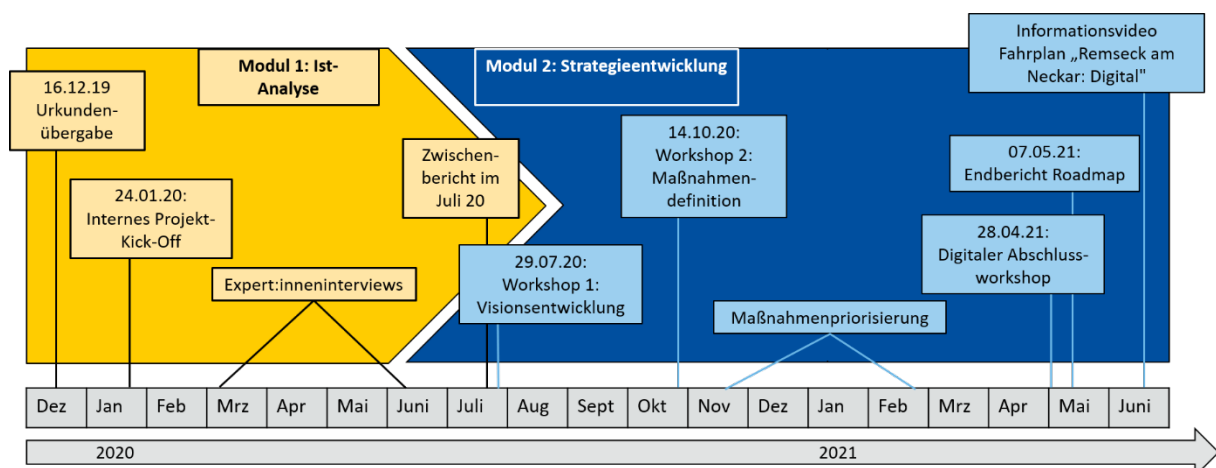 Informationsvideo
Fahrplan „Remseck am
Neckar: Digital"
Modul 1: Ist-
Analyse
Modul 2: Strategieentwicklung
16.12.19
Urkunden-
übergabe
24.01.20:
Internes Projekt-
Kick-Off
Expert:inneninterviews
Zwischen-
bericht im
Juli 20
29.07.20:
Workshop 1:
Visionsentwicklung
14.10.20:
Workshop 2:
Maßnahmen-
definition
Maßnahmenpriorisierung
07.05.21:
Endbericht Roadmap
28.04.21:
Digitaler Abschluss-
workshop
Dez Jan Feb Mrz Apr Mai Juni Juli Aug Sept Okt Nov Dez Jan Feb Mrz Apr Mai Juni
2020 2021